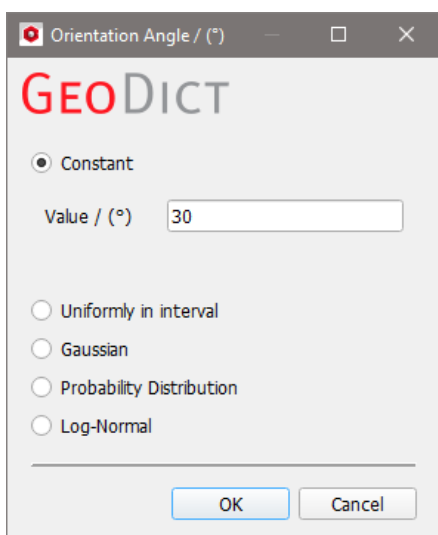 Orientation Angle / (°)
GEODICT
Constant
Value / (°) 30
Uniformly in interval
Gaussian
Probability Distribution
Log-Normal
OK Cancel